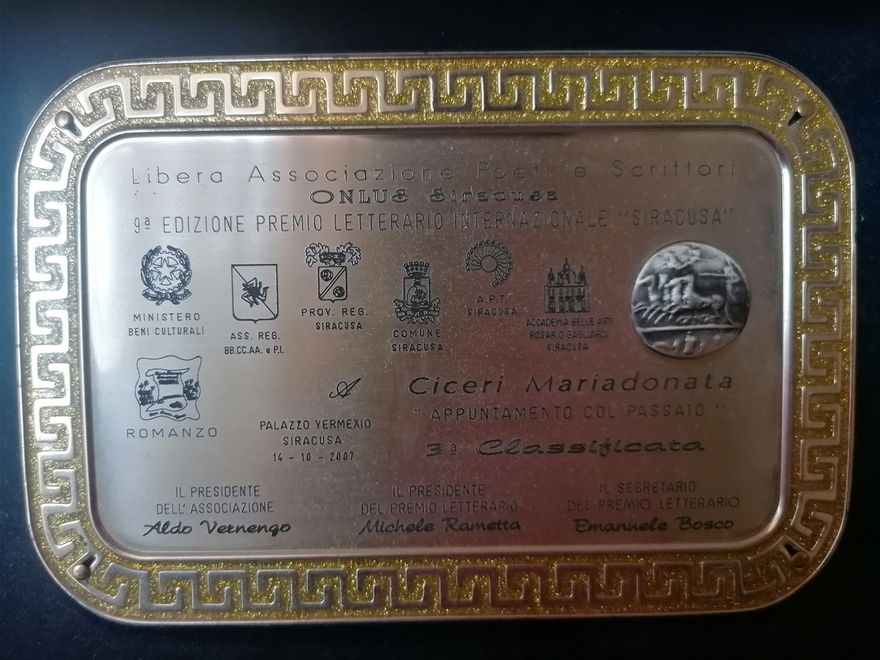 Libera Associazione Poeti e Scrittori
ONLUS Siracusa
9ª EDIZIONE PREMIO LETTERARIO INTERNAZIONALE "SIRACUSA"
MINISTERO
BENI CULTURALI
ASS. REG.
BB.CC.AA. e P.I.
PROV. REG.
SIRACUSA
COMUNE
SIRACUSA
A.P.T.
SIRACUSA
ACCADEMIA BELLE ARTI
ROSARIO GAGLIARDI
SIRACUSA
ROMANZO
PALAZZO VERMEXIO
SIRACUSA
14 - 10 - 2007
A Ciceri Mariadonata
" APPUNTAMENTO COL PASSATO "
3ª Classificata
IL PRESIDENTE
DELL'ASSOCIAZIONE
Aldo Vernengo
IL PRESIDENTE
DEL PREMIO LETTERARIO
Michele Rametta
IL SEGRETARIO
DEL PREMIO LETTERARIO
Emanuele Bosco